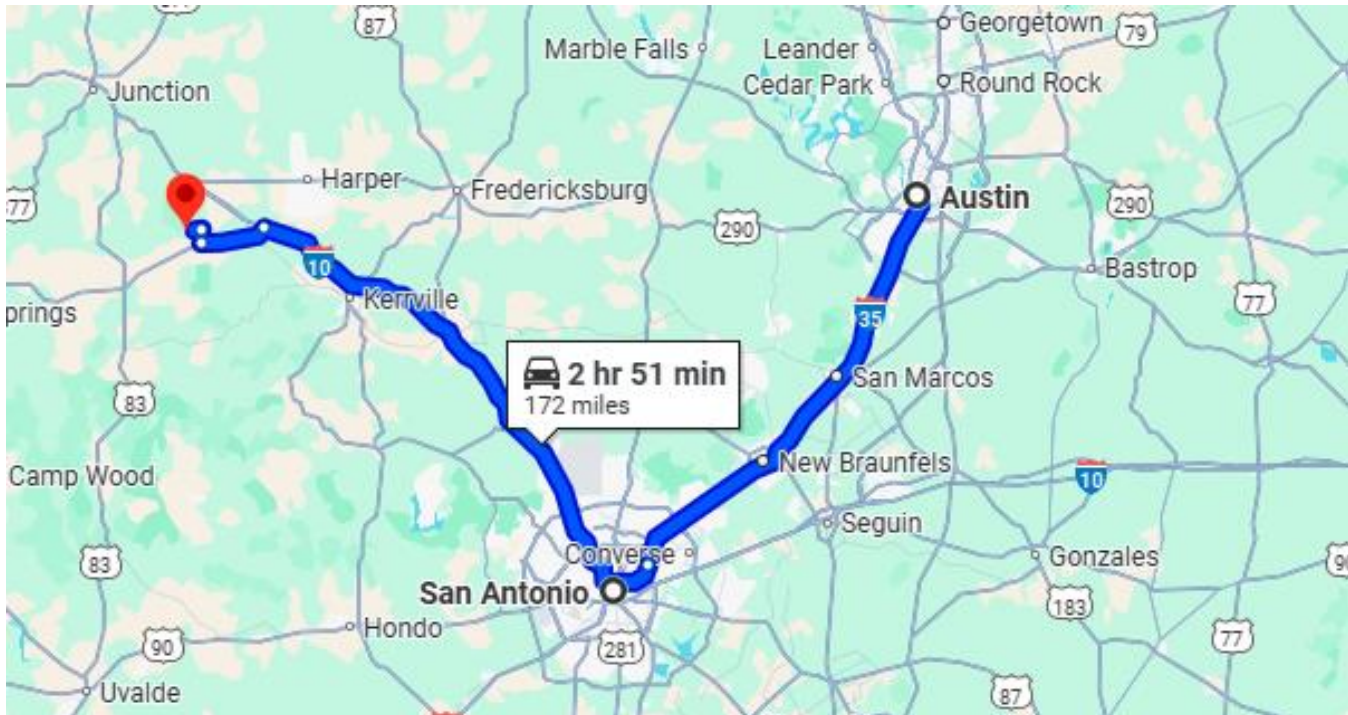 87
Marble Falls
Leander
Georgetown
79
Cedar Park
Round Rock
Junction
Harper
Fredericksburg
377
290
Austin
290
10
Kerrville
Bastrop
prings
77
35
2 hr 51 min
172 miles
San Marcos
83
New Braunfels
Camp Wood
10
Seguin
Converse
Gonzales
83
90
San Antonio
183
Hondo
90
281
77
Uvalde
87